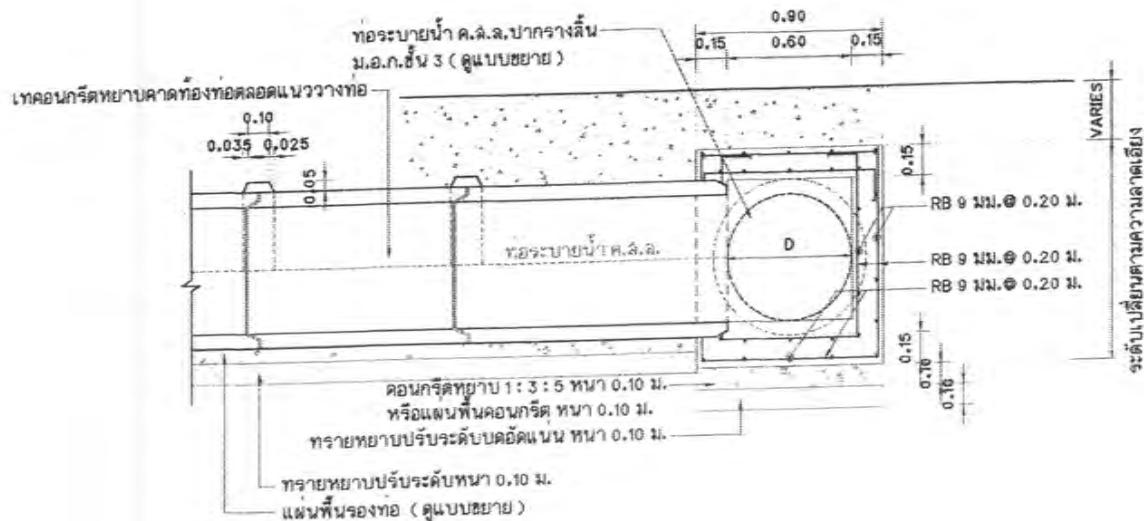 0.90
0.15 0.60 0.15
ท่อระบายน้ำ ค.ส.ล.ปากรางลิ้น
ม.อ.ก.ชั้น 3 ( ดูแบบขยาย )
เทคอนกรีตหยาบคาดท้องท่อตลอดแนววางท่อ
0.10
0.035 0.025
0.05
VARIES
0.15
RB 9 มม.@ 0.20 ม.
ท่อระบายน้ำ ค.ส.ล.
D
RB 9 มม.@ 0.20 ม.
RB 9 มม.@ 0.20 ม.
ระดับเปลี่ยนตามความลาดเอียง
0.15
0.10
0.10
คอนกรีตหยาบ 1 : 3 : 5 หนา 0.10 ม.
หรือแผ่นพื้นคอนกรีต หนา 0.10 ม.
ทรายหยาบปรับระดับบดอัดแน่น หนา 0.10 ม.
ทรายหยาบปรับระดับหนา 0.10 ม.
แผ่นพื้นรองท่อ ( ดูแบบขยาย )